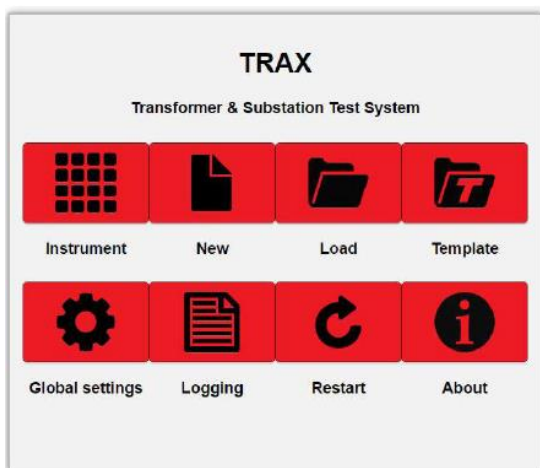 TRAX
Transformer & Substation Test System
Instrument New Load Template
Global settings Logging Restart About